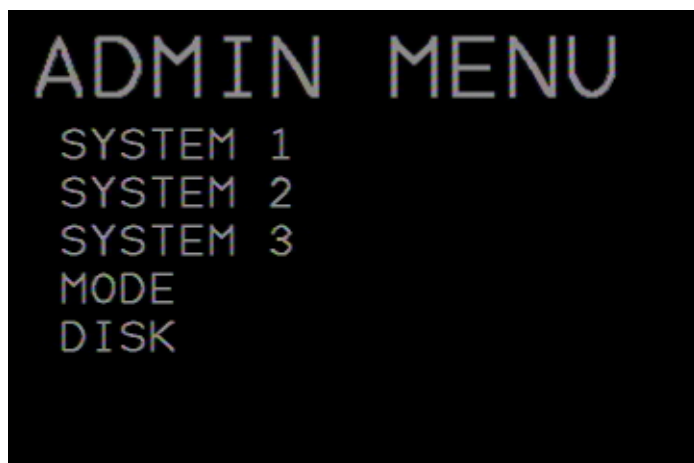 ADMIN MENU
SYSTEM 1
SYSTEM 2
SYSTEM 3
MODE
DISK